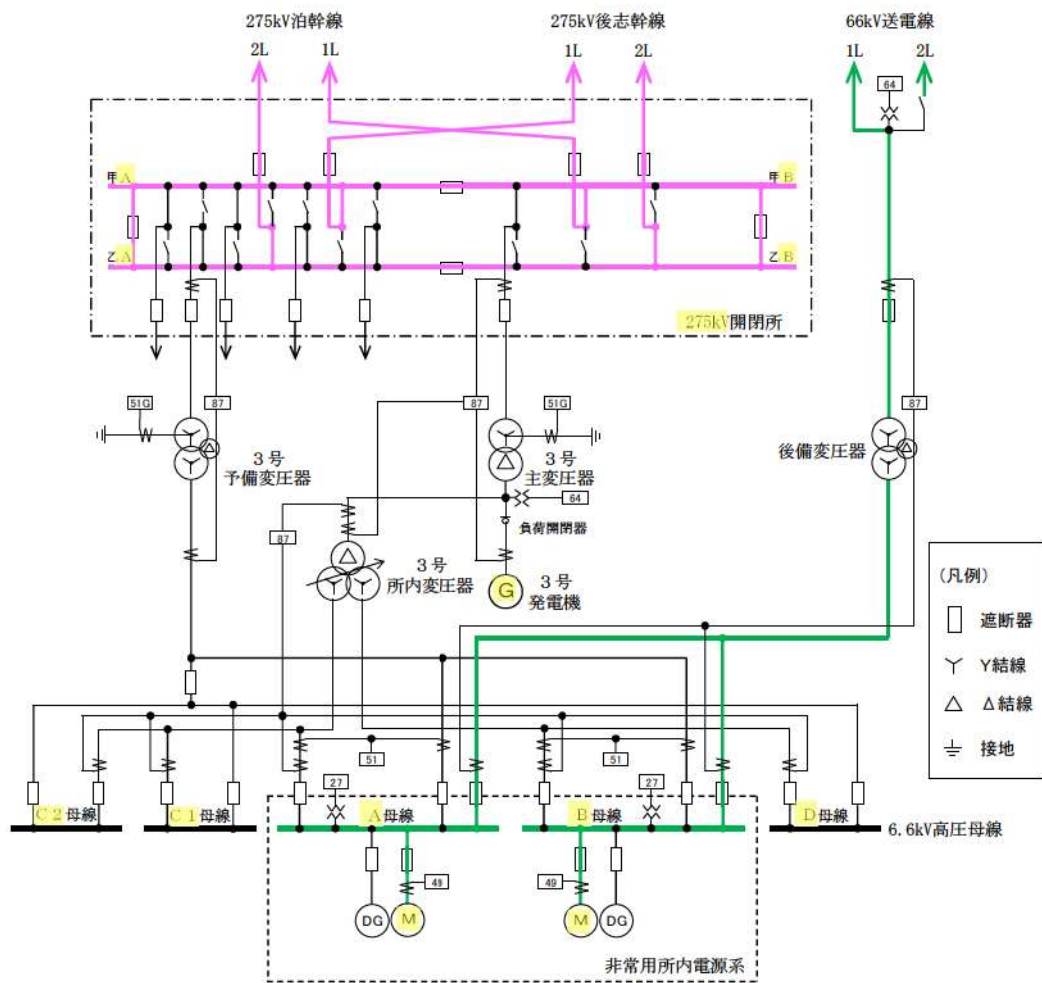 275kV泊幹線
275kV後志幹線
66kV送電線
2L
1L
1L
2L
1L
2L
64
甲A
甲B
乙A
乙B
275kV開閉所
51G
87
87
51G
87
3号
予備変圧器
3号
主変圧器
後備変圧器
64
負荷開閉器
87
3号
所内変圧器
G
3号
発電機
(凡例)
遮断器
Y結線
Δ結線
接地
51
51
27
27
C2母線
C1母線
A母線
B母線
D母線
6.6kV高圧母線
49
49
DG
M
M
DG
非常用所内電源系